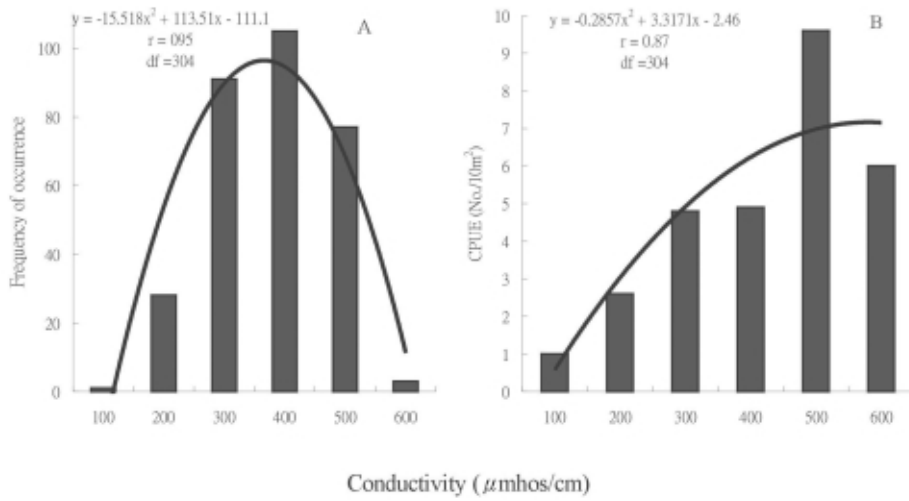 y = -15.518x² + 113.51x - 111.1
r = 095
df =304
A
Frequency of occurrence
100
80
60
40
20
0
100 200 300 400 500 600
y = -0.2857x² + 3.3171x - 2.46
r = 0.87
df =304
B
CPUE (No./10m²)
10
9
8
7
6
5
4
3
2
1
0
100 200 300 400 500 600
Conductivity (μmhos/cm)